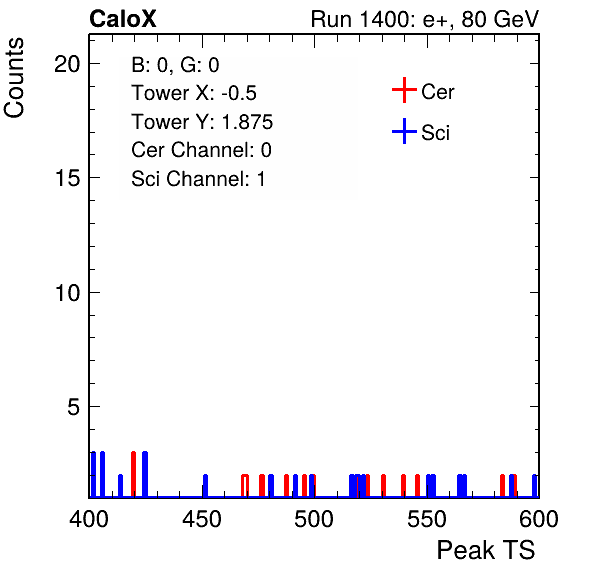 CaloX Run 1400: e+, 80 GeV
Counts
20
15
10
5
B: 0, G: 0
Tower X: -0.5
Tower Y: 1.875
Cer Channel: 0
Sci Channel: 1
Cer
Sci
400 450 500 550 600
Peak TS